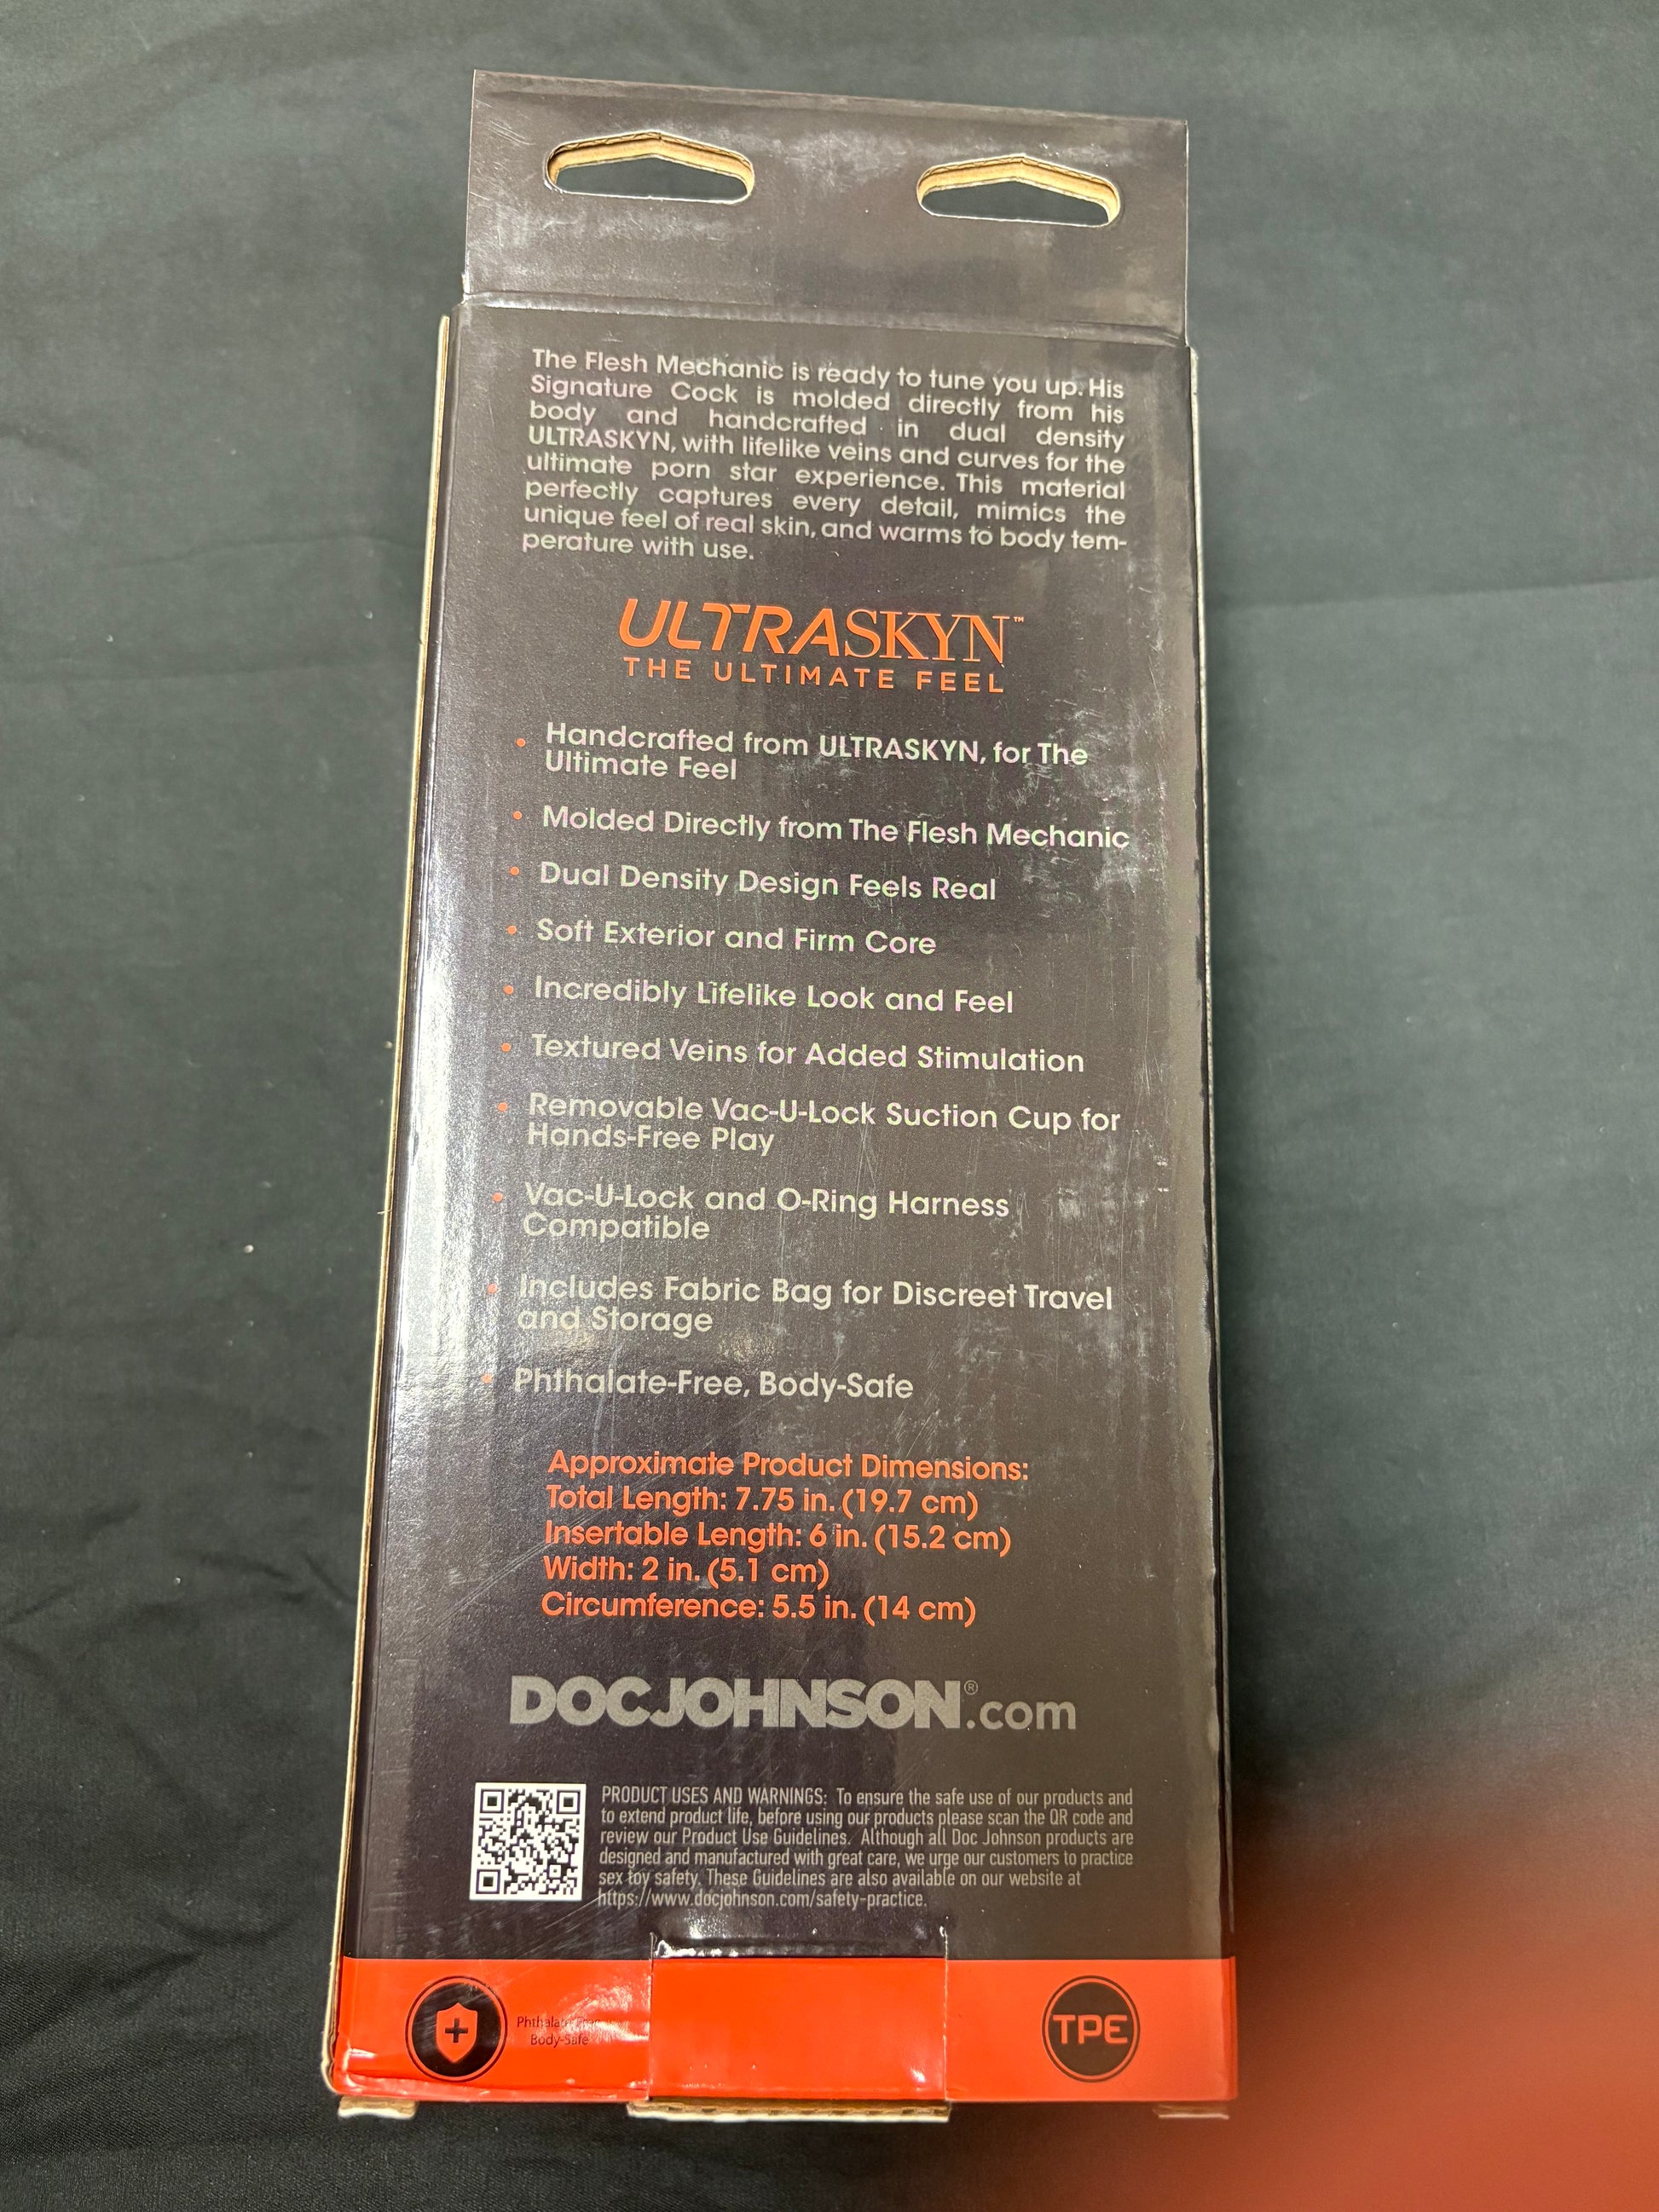 The Flesh Mechanic is ready to tune you up. His
Signature Cock is molded directly from his
body and handcrafted in dual density
ULTRASKYN, with lifelike veins and curves for the
ultimate porn star experience. This material
perfectly captures every detail, mimics the
unique feel of real skin, and warms to body tem-
perature with use.
ULTRASKYN™
THE ULTIMATE FEEL
• Handcrafted from ULTRASKYN, for The
Ultimate Feel
• Molded Directly from The Flesh Mechanic
• Dual Density Design Feels Real
• Soft Exterior and Firm Core
• Incredibly Lifelike Look and Feel
• Textured Veins for Added Stimulation
• Removable Vac-U-Lock Suction Cup for
Hands-Free Play
• Vac-U-Lock and O-Ring Harness
Compatible
• Includes Fabric Bag for Discreet Travel
and Storage
• Phthalate-Free, Body-Safe
Approximate Product Dimensions:
Total Length: 7.75 in. (19.7 cm)
Insertable Length: 6 in. (15.2 cm)
Width: 2 in. (5.1 cm)
Circumference: 5.5 in. (14 cm)
DOCJOHNSON®.com
PRODUCT USES AND WARNINGS: To ensure the safe use of our products and
to extend product life, before using our products please scan the QR code and
review our Product Use Guidelines. Although all Doc Johnson products are
designed and manufactured with great care, we urge our customers to practice
sex toy safety. These Guidelines are also available on our website at
https://www.docjohnson.com/safety-practice.
Body-Safe
TPE